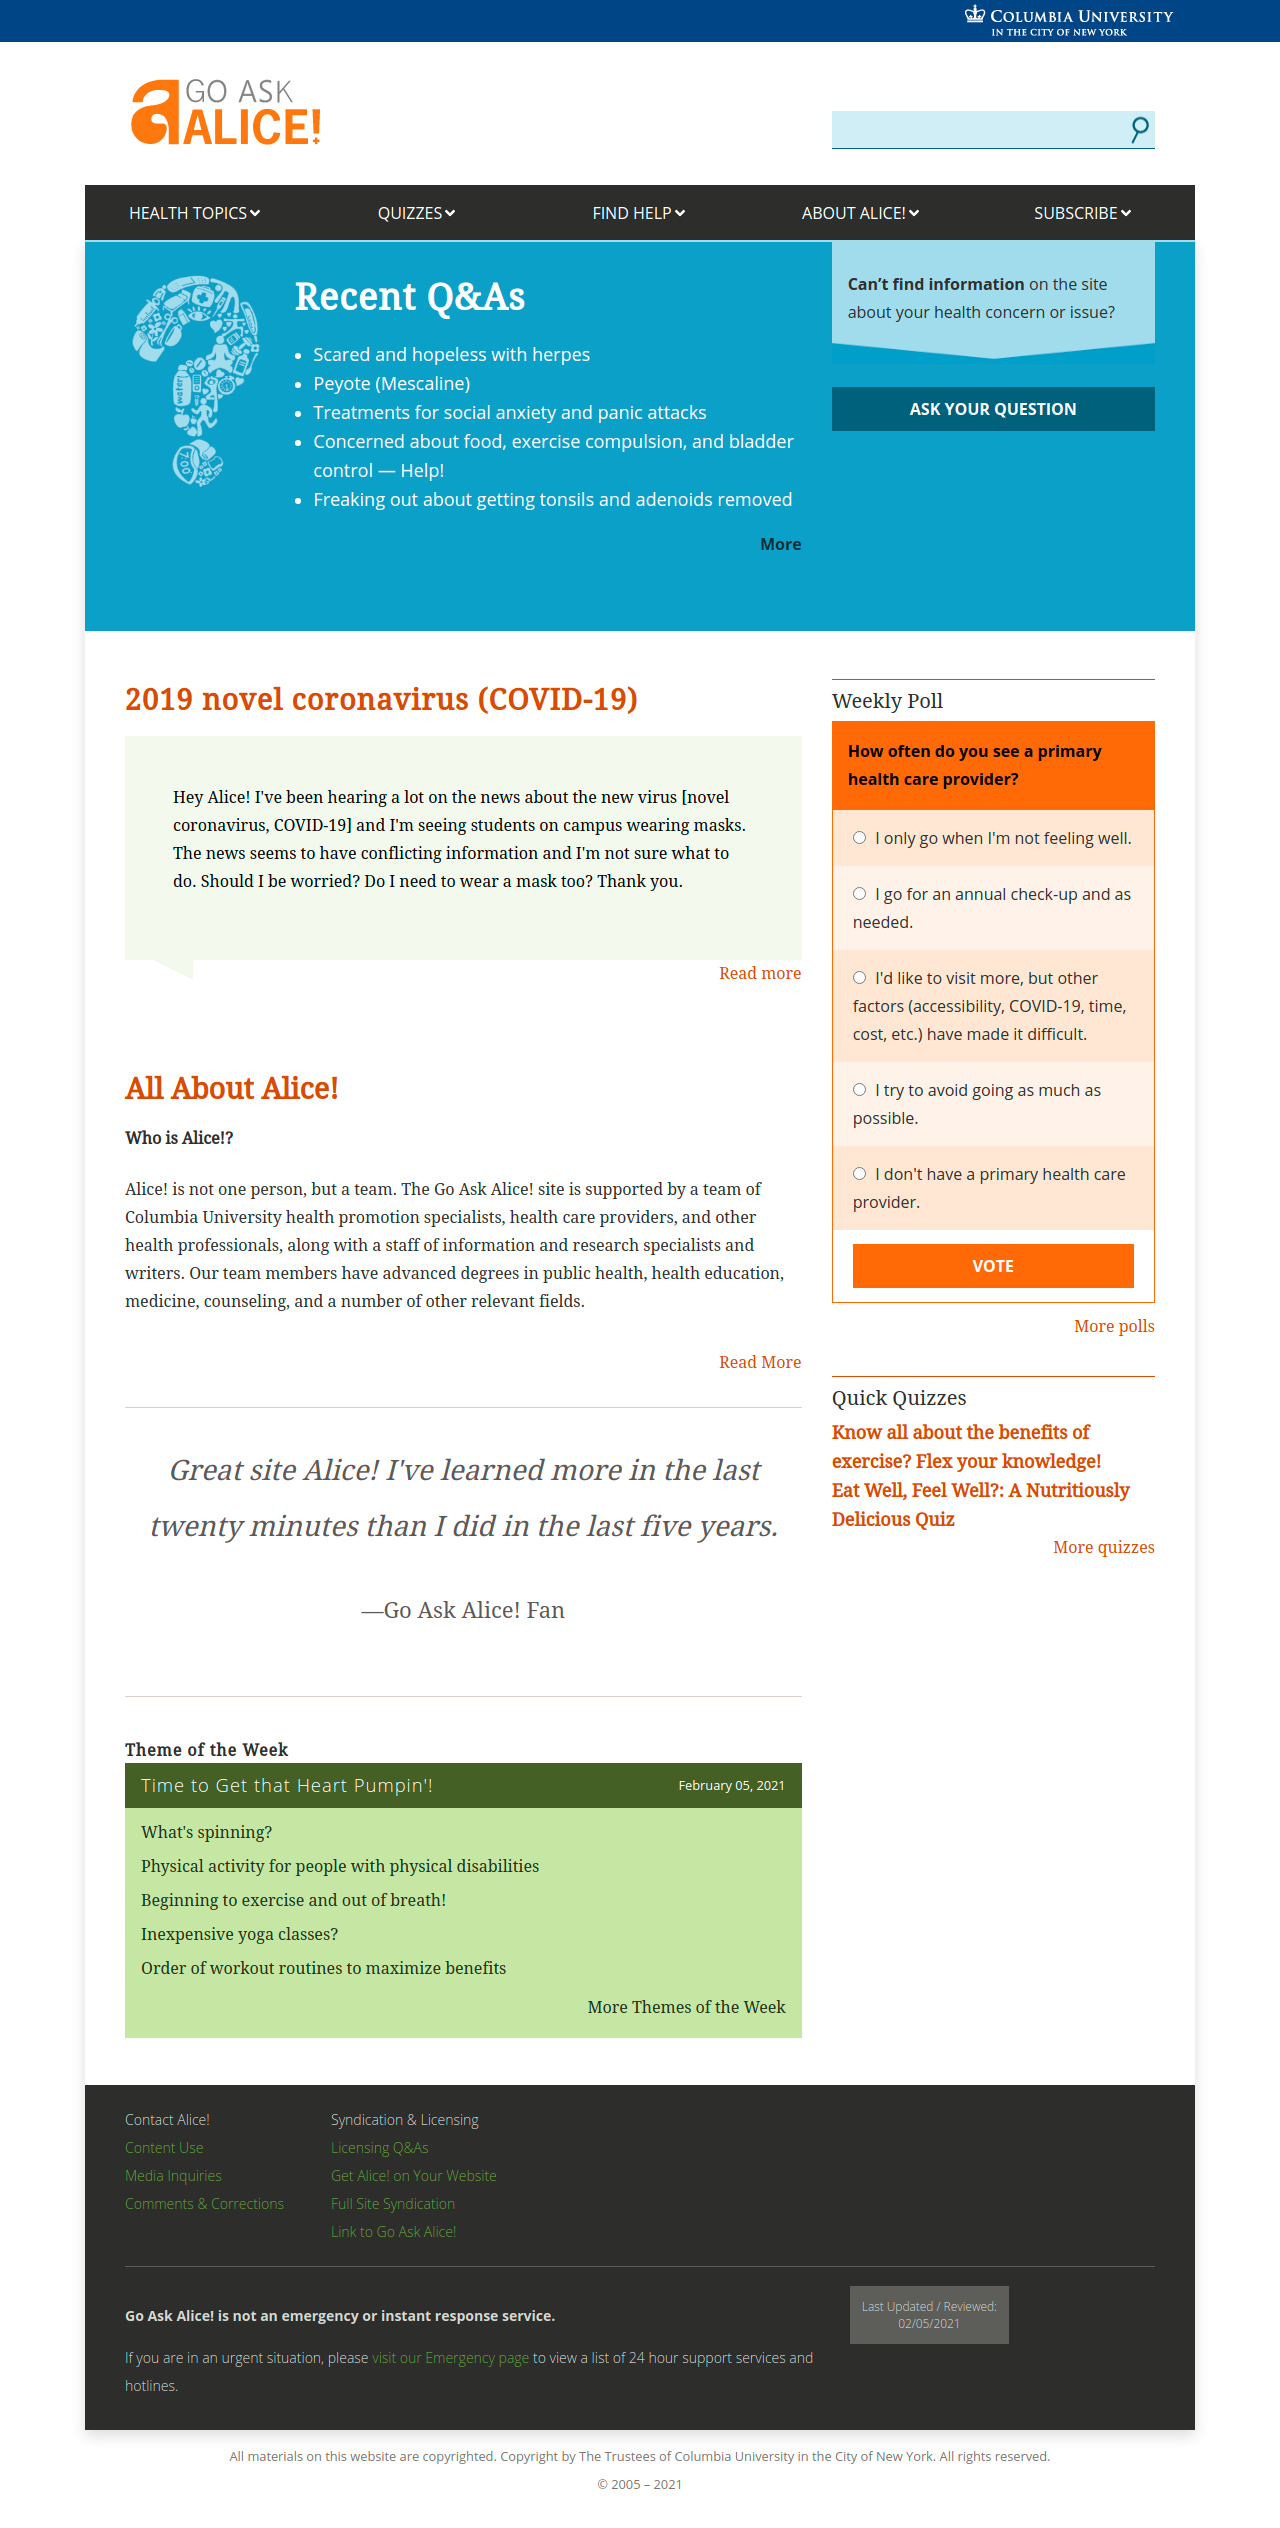 COLUMBIA UNIVERSITY
IN THE CITY OF NEW YORK
a GO ASK
ALICE!
HEALTH TOPICS
QUIZZES
FIND HELP
ABOUT ALICE!
SUBSCRIBE
Recent Q&As
Scared and hopeless with herpes
Peyote (Mescaline)
Treatments for social anxiety and panic attacks
Concerned about food, exercise compulsion, and bladder
control — Help!
Freaking out about getting tonsils and adenoids removed
More
water
Can’t find information on the site
about your health concern or issue?
ASK YOUR QUESTION
2019 novel coronavirus (COVID-19)
Hey Alice! I've been hearing a lot on the news about the new virus [novel
coronavirus, COVID-19] and I'm seeing students on campus wearing masks.
The news seems to have conflicting information and I'm not sure what to
do. Should I be worried? Do I need to wear a mask too? Thank you.
Read more
All About Alice!
Who is Alice!?
Alice! is not one person, but a team. The Go Ask Alice! site is supported by a team of
Columbia University health promotion specialists, health care providers, and other
health professionals, along with a staff of information and research specialists and
writers. Our team members have advanced degrees in public health, health education,
medicine, counseling, and a number of other relevant fields.
Read More
Great site Alice! I've learned more in the last
twenty minutes than I did in the last five years.
—Go Ask Alice! Fan
Theme of the Week
Time to Get that Heart Pumpin'!
February 05, 2021
What's spinning?
Physical activity for people with physical disabilities
Beginning to exercise and out of breath!
Inexpensive yoga classes?
Order of workout routines to maximize benefits
More Themes of the Week
Weekly Poll
How often do you see a primary
health care provider?
I only go when I'm not feeling well.
I go for an annual check-up and as
needed.
I'd like to visit more, but other
factors (accessibility, COVID-19, time,
cost, etc.) have made it difficult.
I try to avoid going as much as
possible.
I don't have a primary health care
provider.
VOTE
More polls
Quick Quizzes
Know all about the benefits of
exercise? Flex your knowledge!
Eat Well, Feel Well?: A Nutritiously
Delicious Quiz
More quizzes
Contact Alice!
Content Use
Media Inquiries
Comments & Corrections
Syndication & Licensing
Licensing Q&As
Get Alice! on Your Website
Full Site Syndication
Link to Go Ask Alice!
Go Ask Alice! is not an emergency or instant response service.
If you are in an urgent situation, please visit our Emergency page to view a list of 24 hour support services and
hotlines.
Last Updated / Reviewed:
02/05/2021
All materials on this website are copyrighted. Copyright by The Trustees of Columbia University in the City of New York. All rights reserved.
© 2005 – 2021